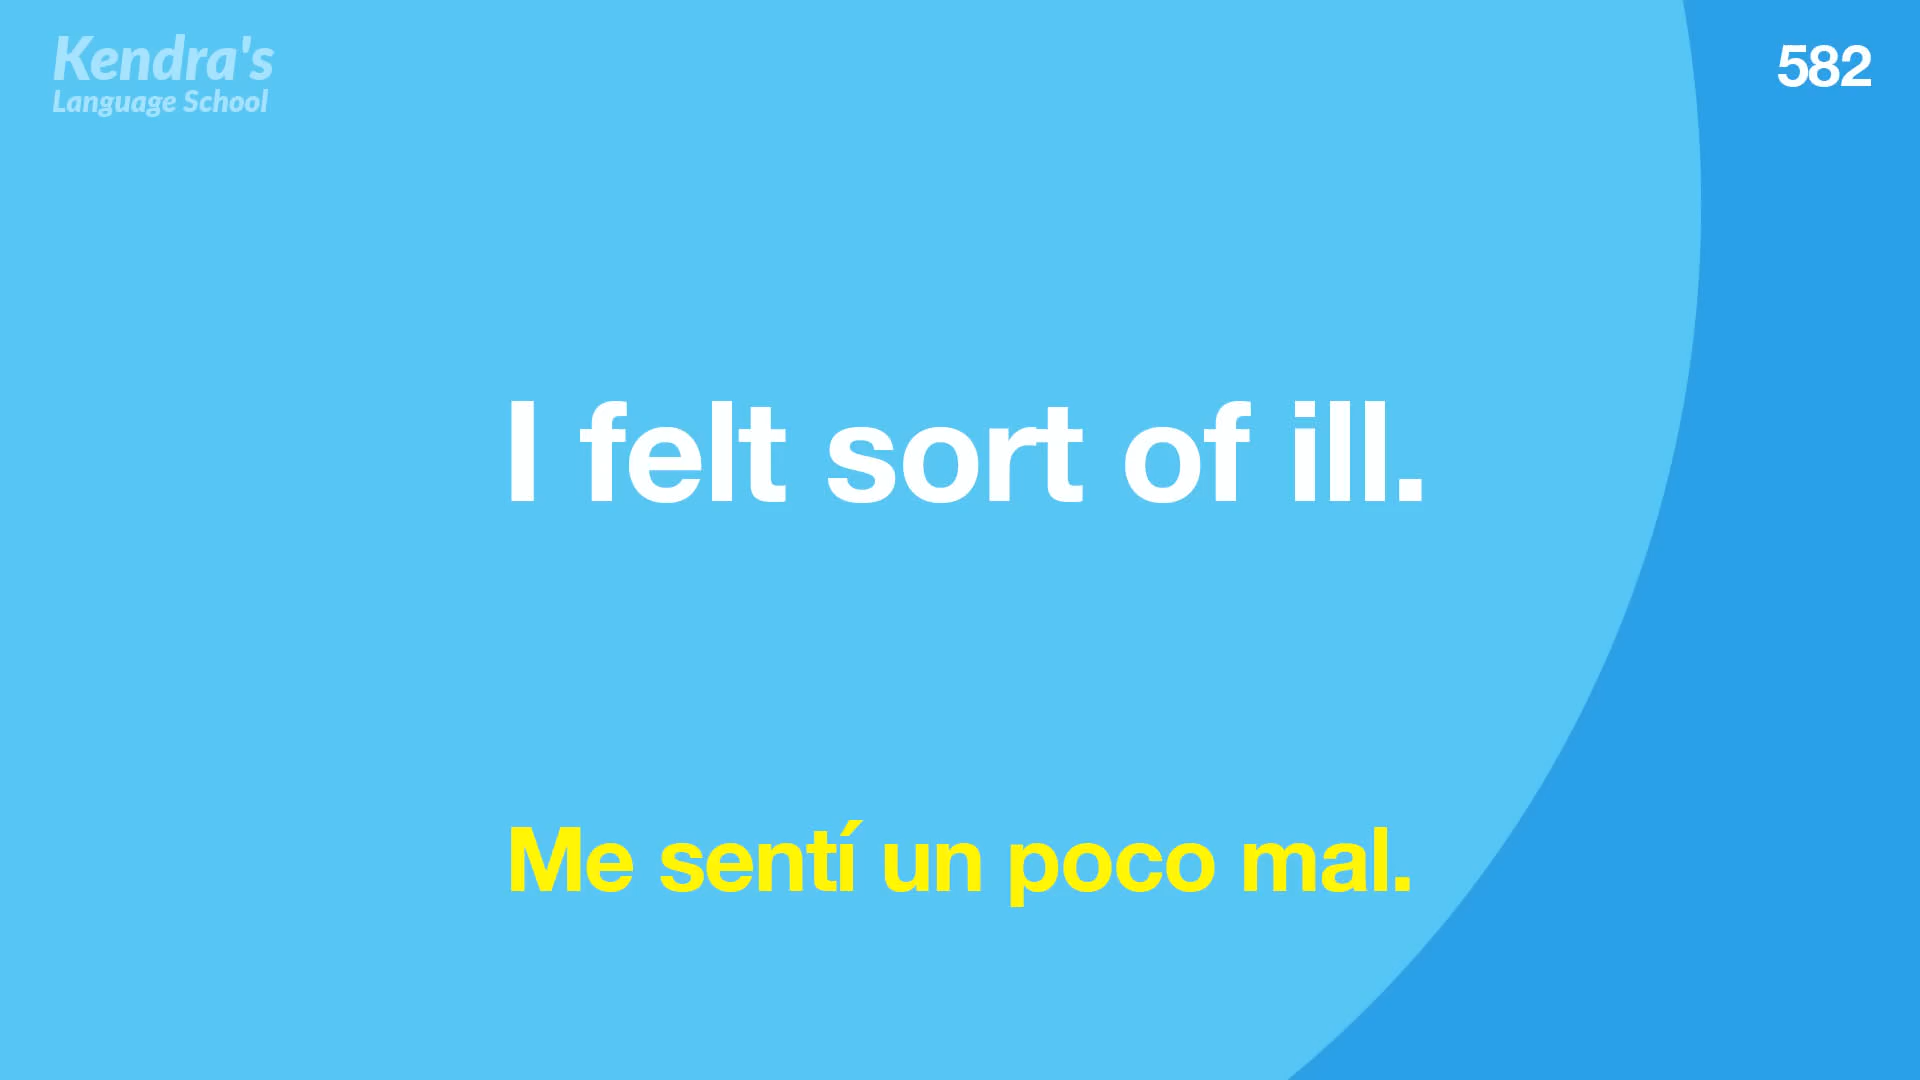 Kendra's
Language School
582
I felt sort of ill.
Me sentí un poco mal.